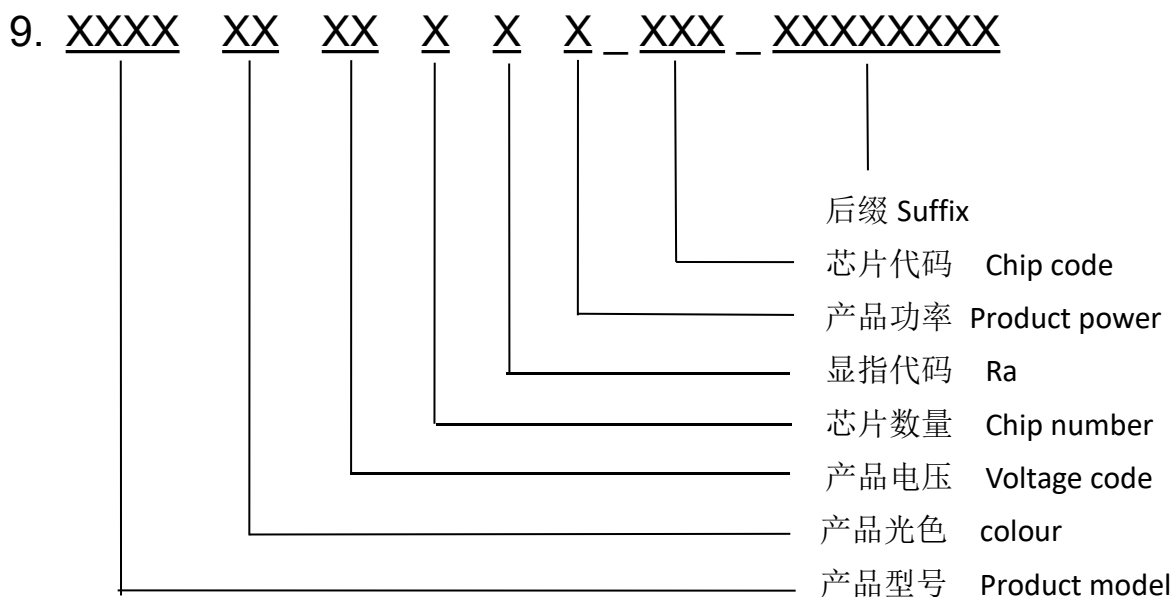 9. XXXX XX XX X X X _ XXX _ XXXXXXXX
后缀 Suffix
芯片代码 Chip code
产品功率 Product power
显指代码 Ra
芯片数量 Chip number
产品电压 Voltage code
产品光色 colour
产品型号 Product model